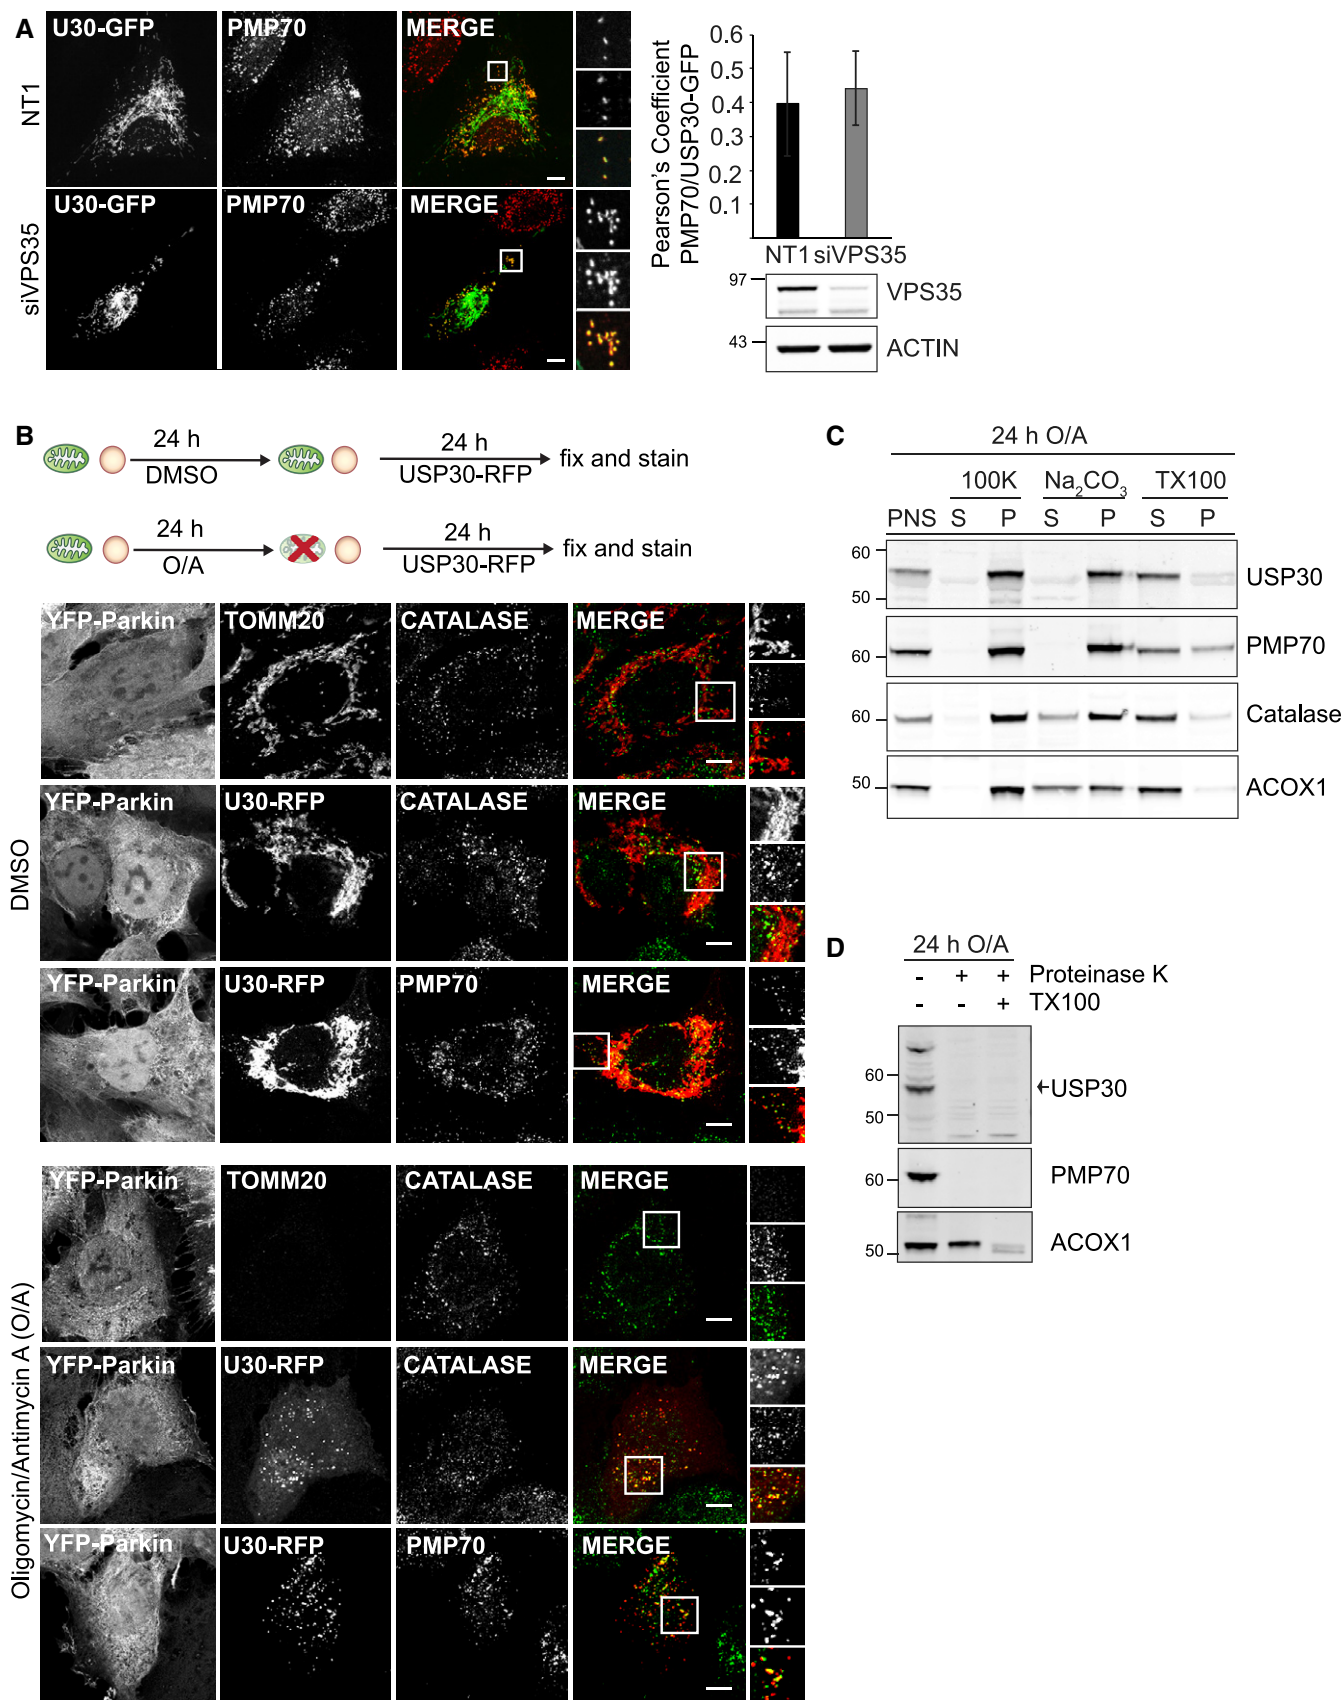 A
U30-GFP PMP70 MERGE
NT1
U30-GFP PMP70 MERGE
siVPS35
Pearson's Coefficient
PMP70/USP30-GFP
0.6
0.5
0.4
0.3
0.2
0.1
NT1 siVPS35
97
VPS35
43
ACTIN
B
24 h
DMSO
24 h
USP30-RFP
fix and stain
24 h
O/A
24 h
USP30-RFP
fix and stain
DMSO
YFP-Parkin TOMM20 CATALASE MERGE
YFP-Parkin U30-RFP CATALASE MERGE
YFP-Parkin U30-RFP PMP70 MERGE
Oligomycin/Antimycin A (O/A)
YFP-Parkin TOMM20 CATALASE MERGE
YFP-Parkin U30-RFP CATALASE MERGE
YFP-Parkin U30-RFP PMP70 MERGE
C
24 h O/A
100K Na₂CO₃ TX100
PNS S P S P S P
60
50
USP30
60
PMP70
60
Catalase
50
ACOX1
D
24 h O/A
- + + Proteinase K
- - + TX100
60
50
USP30
60
PMP70
50
ACOX1